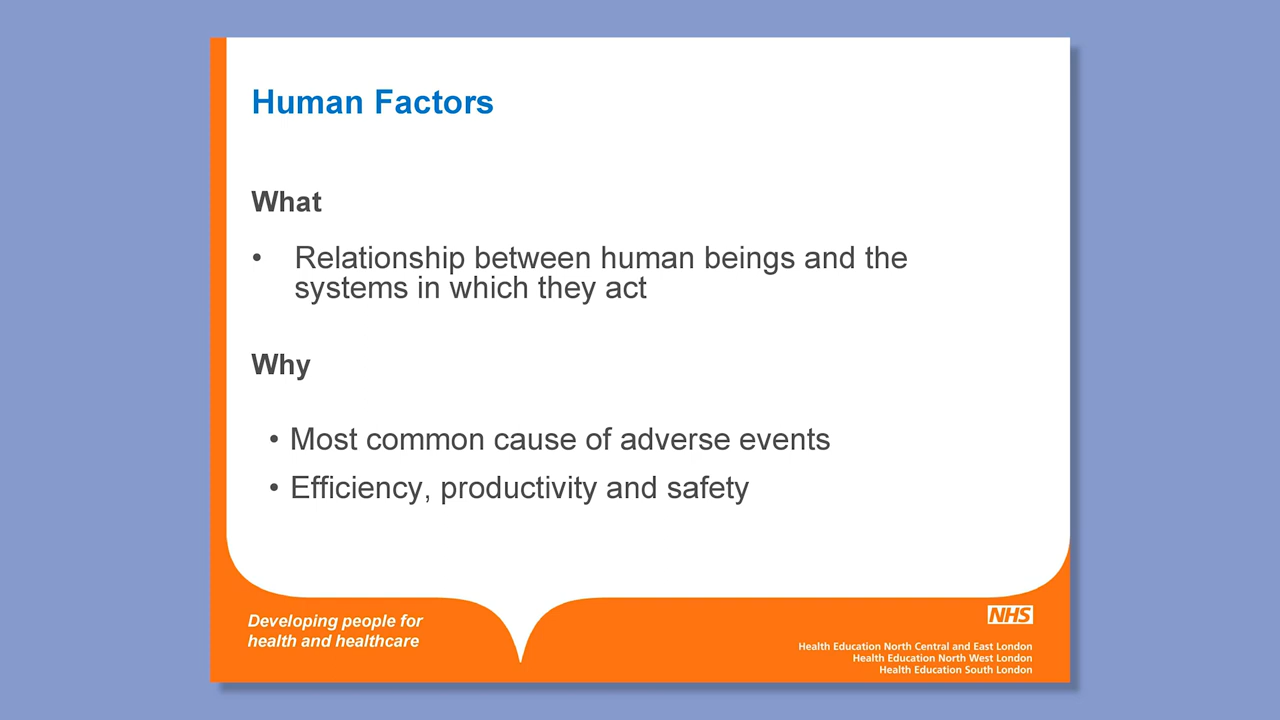 Human Factors
What
• Relationship between human beings and the
systems in which they act
Why
• Most common cause of adverse events
• Efficiency, productivity and safety
Developing people for
health and healthcare
NHS
Health Education North Central and East London
Health Education North West London
Health Education South London